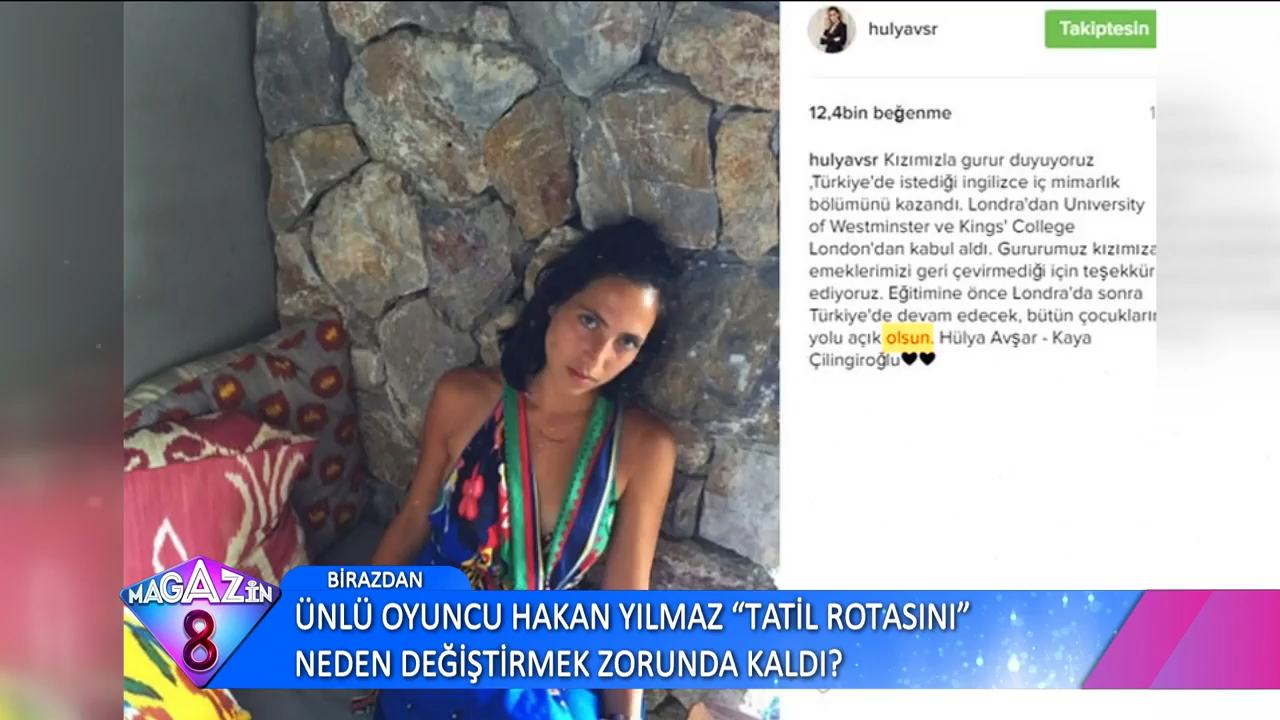 hulyavsr
Takiptesin
12,4bin beğenme
hulyavsr Kızımızla gurur duyuyoruz
,Türkiye'de istediği ingilizce iç mimarlık
bölümünü kazandı. Londra'dan Unıversity
of Westminster ve Kings' College
London'dan kabul aldı. Gururumuz kızımıza
emeklerimizi geri çevirmediği için teşekkür
ediyoruz. Eğitimine önce Londra'da sonra
Türkiye'de devam edecek, bütün çocukların
yolu açık olsun. Hülya Avşar - Kaya
Çilingiroğlu🖤🖤
MAGAZİN
8
BİRAZDAN
ÜNLÜ OYUNCU HAKAN YILMAZ “TATİL ROTASINI”
NEDEN DEĞİŞTİRMEK ZORUNDA KALDI?